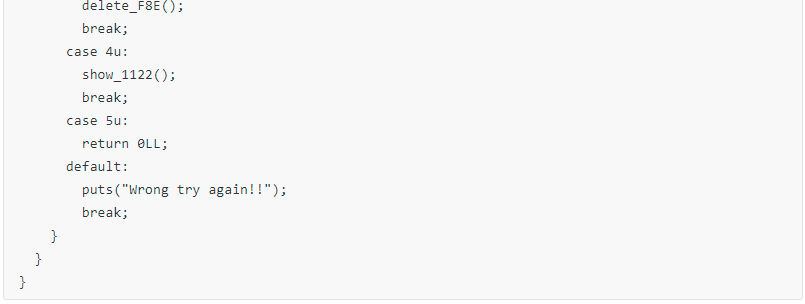 delete_F8E();
break;
case 4u:
show_1122();
break;
case 5u:
return 0LL;
default:
puts("Wrong try again!!");
break;
}
}
}